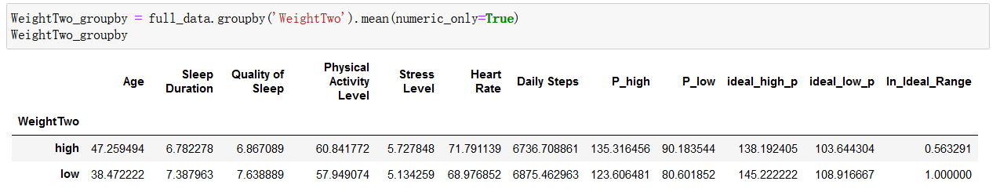 WeightTwo_groupby = full_data.groupby('WeightTwo').mean(numeric_only=True)
WeightTwo_groupby
Age Sleep Duration Quality of Sleep Physical Activity Level Stress Level Heart Rate Daily Steps P_high P_low ideal_high_p ideal_low_p In_Ideal_Range
WeightTwo
high 47.259494 6.782278 6.867089 60.841772 5.727848 71.791139 6736.708861 135.316456 90.183544 138.192405 103.644304 0.563291
low 38.472222 7.387963 7.638889 57.949074 5.134259 68.976852 6875.462963 123.606481 80.601852 145.222222 108.916667 1.000000